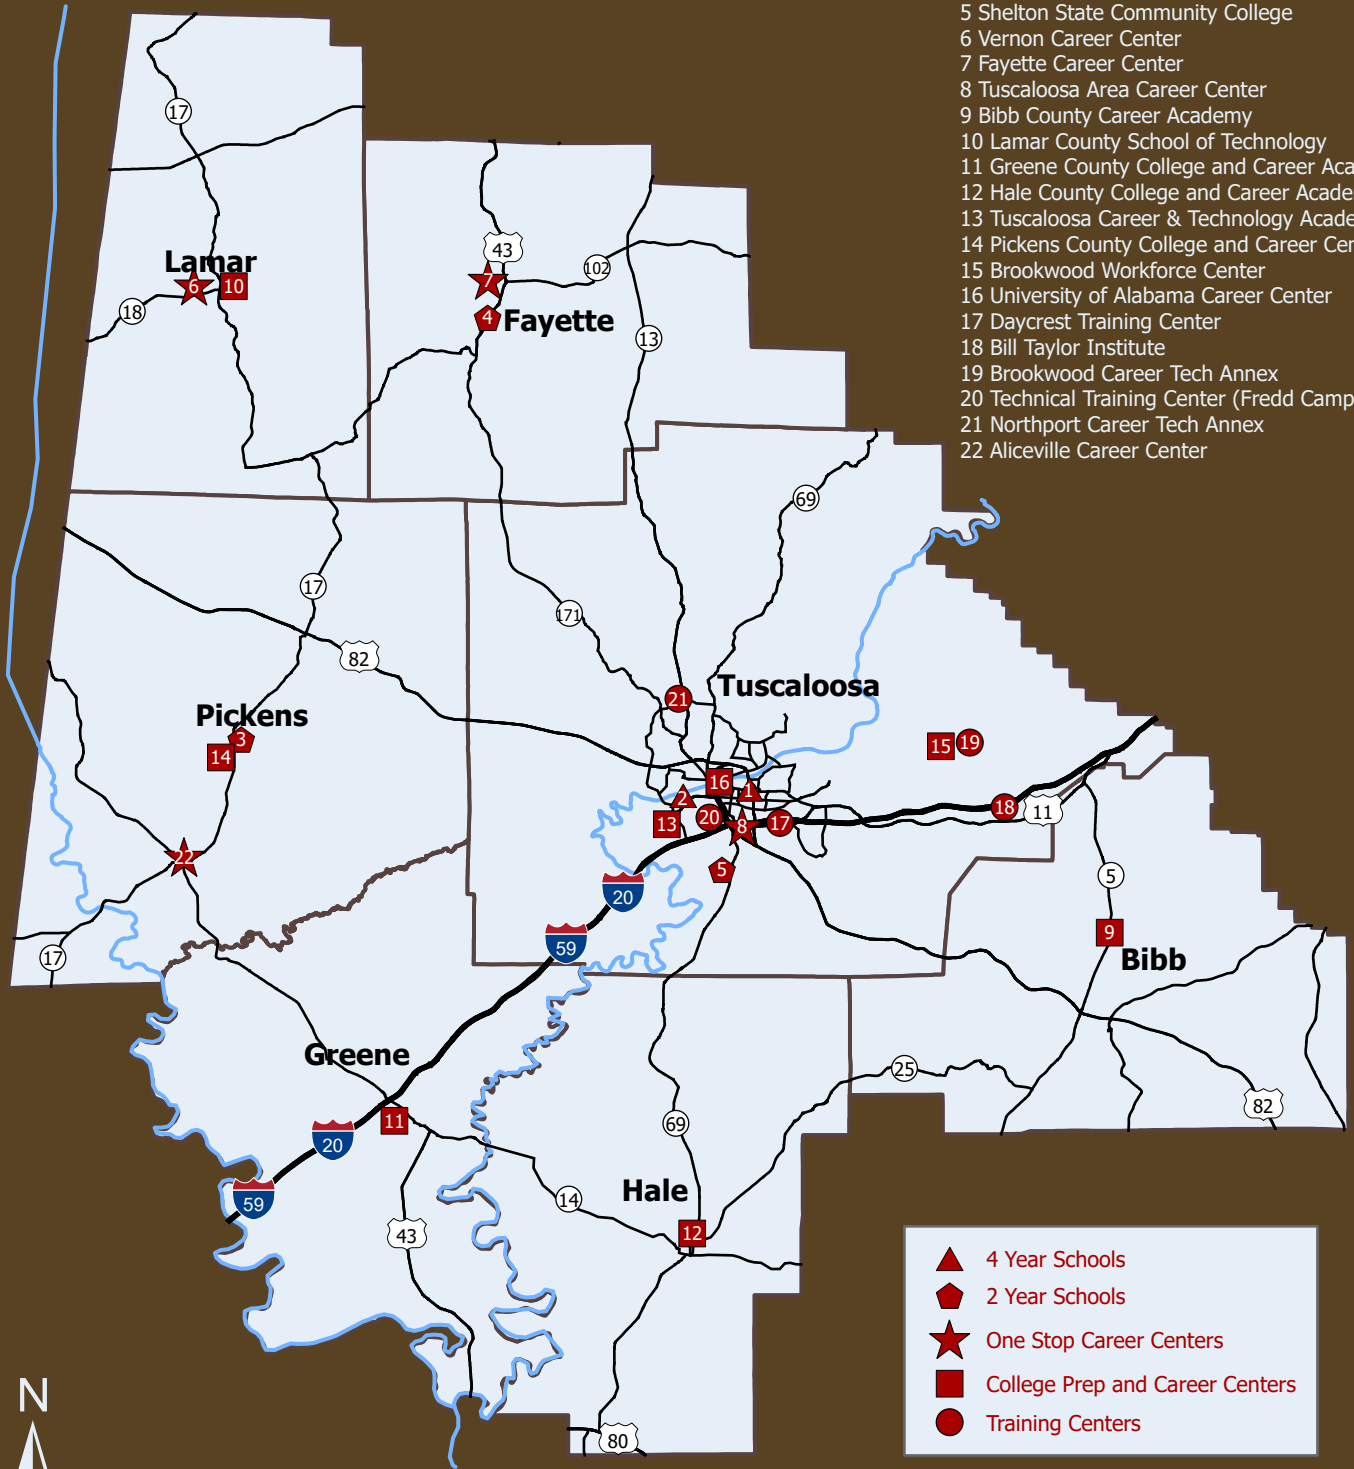 5 Shelton State Community College
6 Vernon Career Center
7 Fayette Career Center
8 Tuscaloosa Area Career Center
9 Bibb County Career Academy
10 Lamar County School of Technology
11 Greene County College and Career Aca
12 Hale County College and Career Acade
13 Tuscaloosa Career & Technology Acade
14 Pickens County College and Career Cen
15 Brookwood Workforce Center
16 University of Alabama Career Center
17 Daycrest Training Center
18 Bill Taylor Institute
19 Brookwood Career Tech Annex
20 Technical Training Center (Fredd Camp
21 Northport Career Tech Annex
22 Aliceville Career Center
17
43
Lamar
102
6
10
7
18
4
Fayette
13
69
17
171
82
Tuscaloosa
21
Pickens
3
14
15
19
16
1
2
18
11
20
13
8
17
22
5
5
20
9
59
Bibb
17
Greene
25
82
11
69
20
Hale
59
14
12
43
80
4 Year Schools
2 Year Schools
One Stop Career Centers
College Prep and Career Centers
Training Centers
N